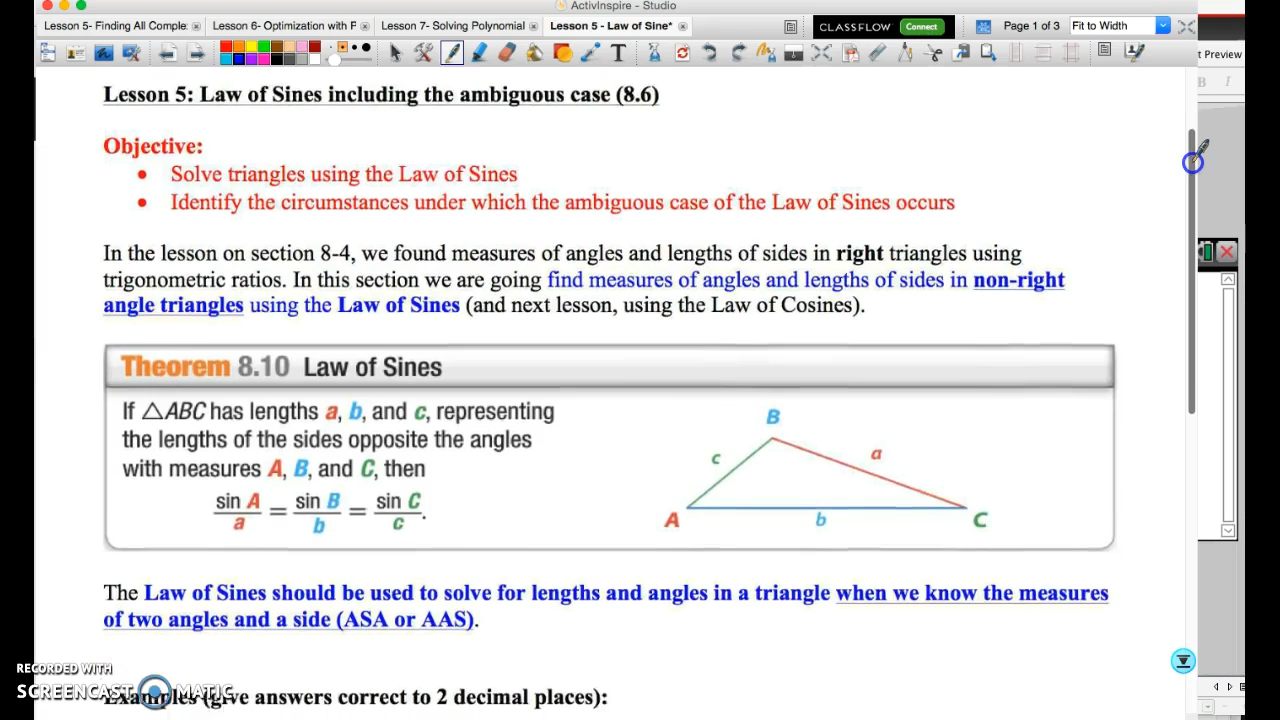 ActivInspire - Studio
Lesson 5- Finding All Comple: Lesson 6- Optimization with F Lesson 7- Solving Polynomial Lesson 5 - Law of Sine* CLASSFLOW Connect Page 1 of 3 Fit to Width
t Preview
B I
T
Lesson 5: Law of Sines including the ambiguous case (8.6)
Objective:
• Solve triangles using the Law of Sines
• Identify the circumstances under which the ambiguous case of the Law of Sines occurs
In the lesson on section 8-4, we found measures of angles and lengths of sides in right triangles using
trigonometric ratios. In this section we are going find measures of angles and lengths of sides in non-right
angle triangles using the Law of Sines (and next lesson, using the Law of Cosines).
Theorem 8.10 Law of Sines
If △ABC has lengths a, b, and c, representing
the lengths of the sides opposite the angles
with measures A, B, and C, then
sin A / a = sin B / b = sin C / c.
B
c a
A b C
The Law of Sines should be used to solve for lengths and angles in a triangle when we know the measures
of two angles and a side (ASA or AAS).
Examples (give answers correct to 2 decimal places):
RECORDED WITH
SCREENCAST MATIC